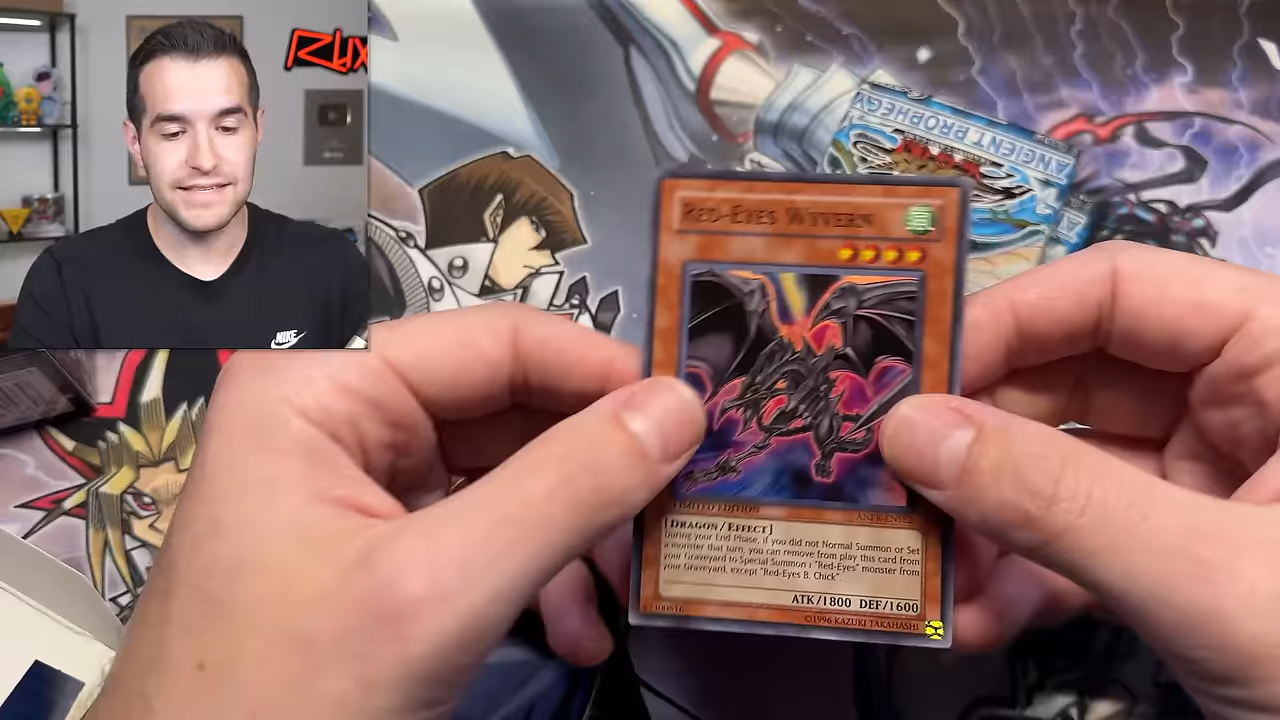 RUX
ANCIENT PROPHECY
RED-EYES WYVERN
LIMITED EDITION
[DRAGON / EFFECT]
During your End Phase, if you did not Normal Summon or Set
a monster that turn, you can remove from play this card from
your Graveyard to Special Summon 1 "Red-Eyes" monster from
your Graveyard, except "Red-Eyes B. Chick".
ATK/1800 DEF/1600
©1996 KAZUKI TAKAHASHI
NIKE